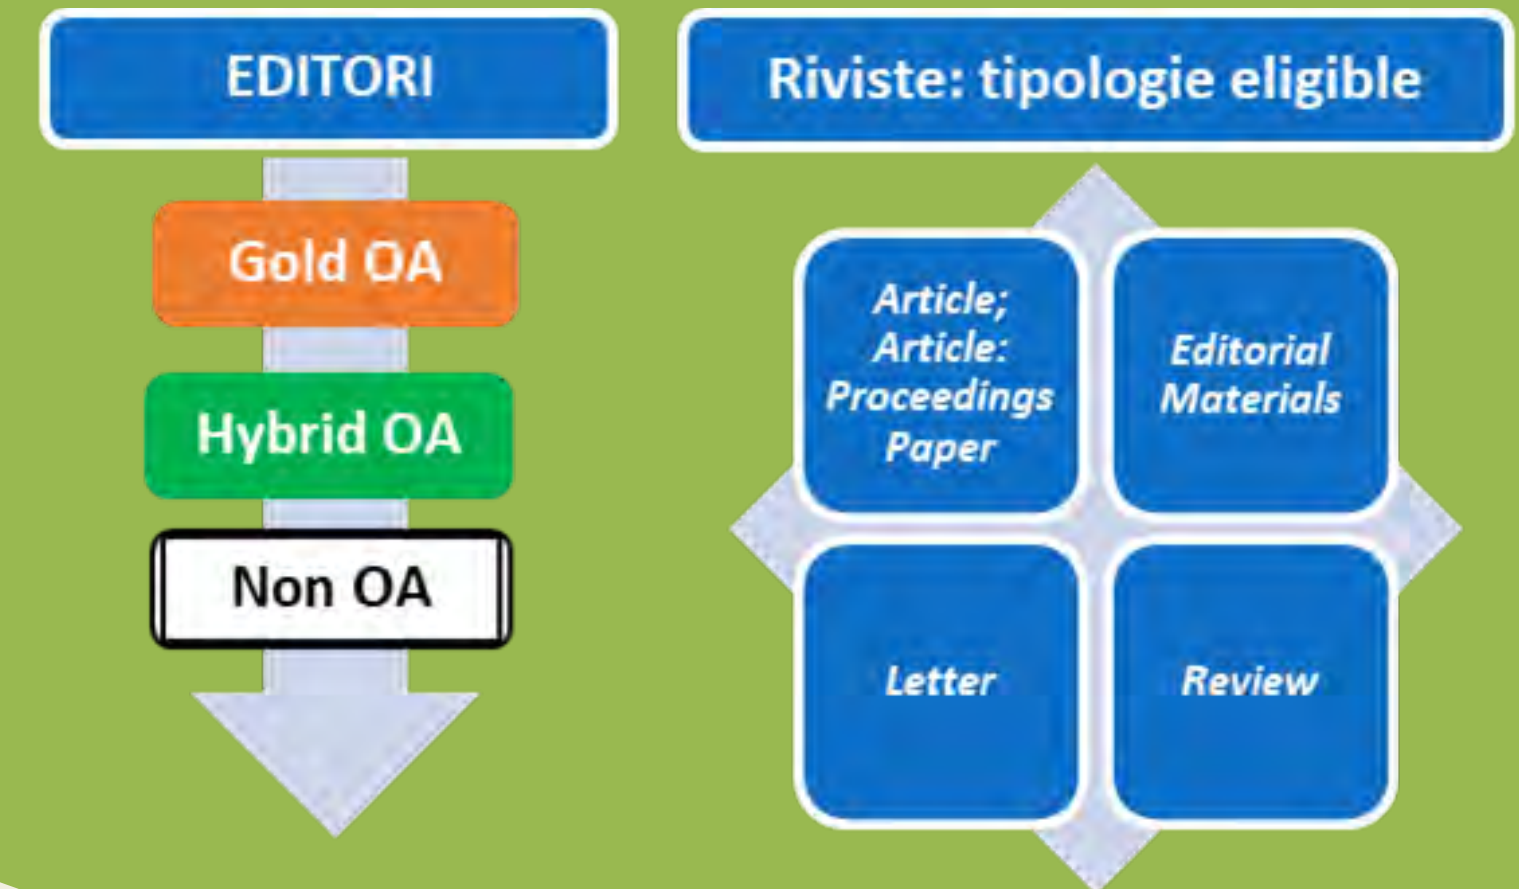 EDITORI
Gold OA
Hybrid OA
Non OA
Riviste: tipologie eligible
Article;
Article:
Proceedings
Paper
Editorial
Materials
Letter
Review